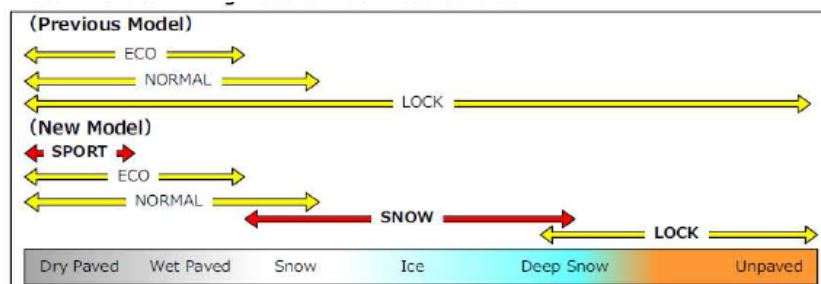 (Previous Model)
ECO
NORMAL
LOCK
(New Model)
SPORT
ECO
NORMAL
SNOW
LOCK
Dry Paved Wet Paved Snow Ice Deep Snow Unpaved